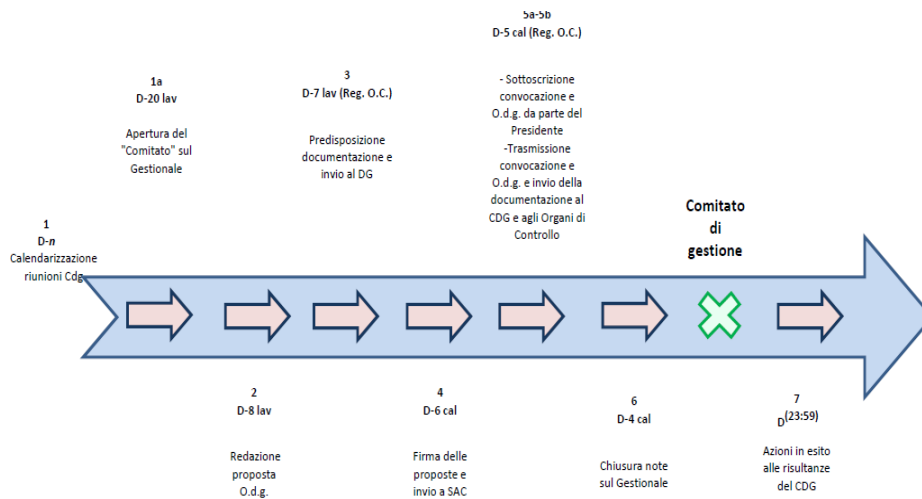 1
D-n
Calendarizzazione
riunioni Cdg
1a
D-20 lav
Apertura del
"Comitato" sul
Gestionale
2
D-8 lav
Redazione
proposta
O.d.g.
3
D-7 lav (Reg. O.C.)
Predisposizione
documentazione e
invio al DG
4
D-6 cal
Firma delle
proposte e
invio a SAC
5a-5b
D-5 cal (Reg. O.C.)
- Sottoscrizione
convocazione e
O.d.g. da parte del
Presidente
-Trasmissione
convocazione e
O.d.g. e invio della
documentazione al
CDG e agli Organi di
Controllo
6
D-4 cal
Chiusura note
sul Gestionale
Comitato
di
gestione
7
D(23:59)
Azioni in esito
alle risultanze
del CDG